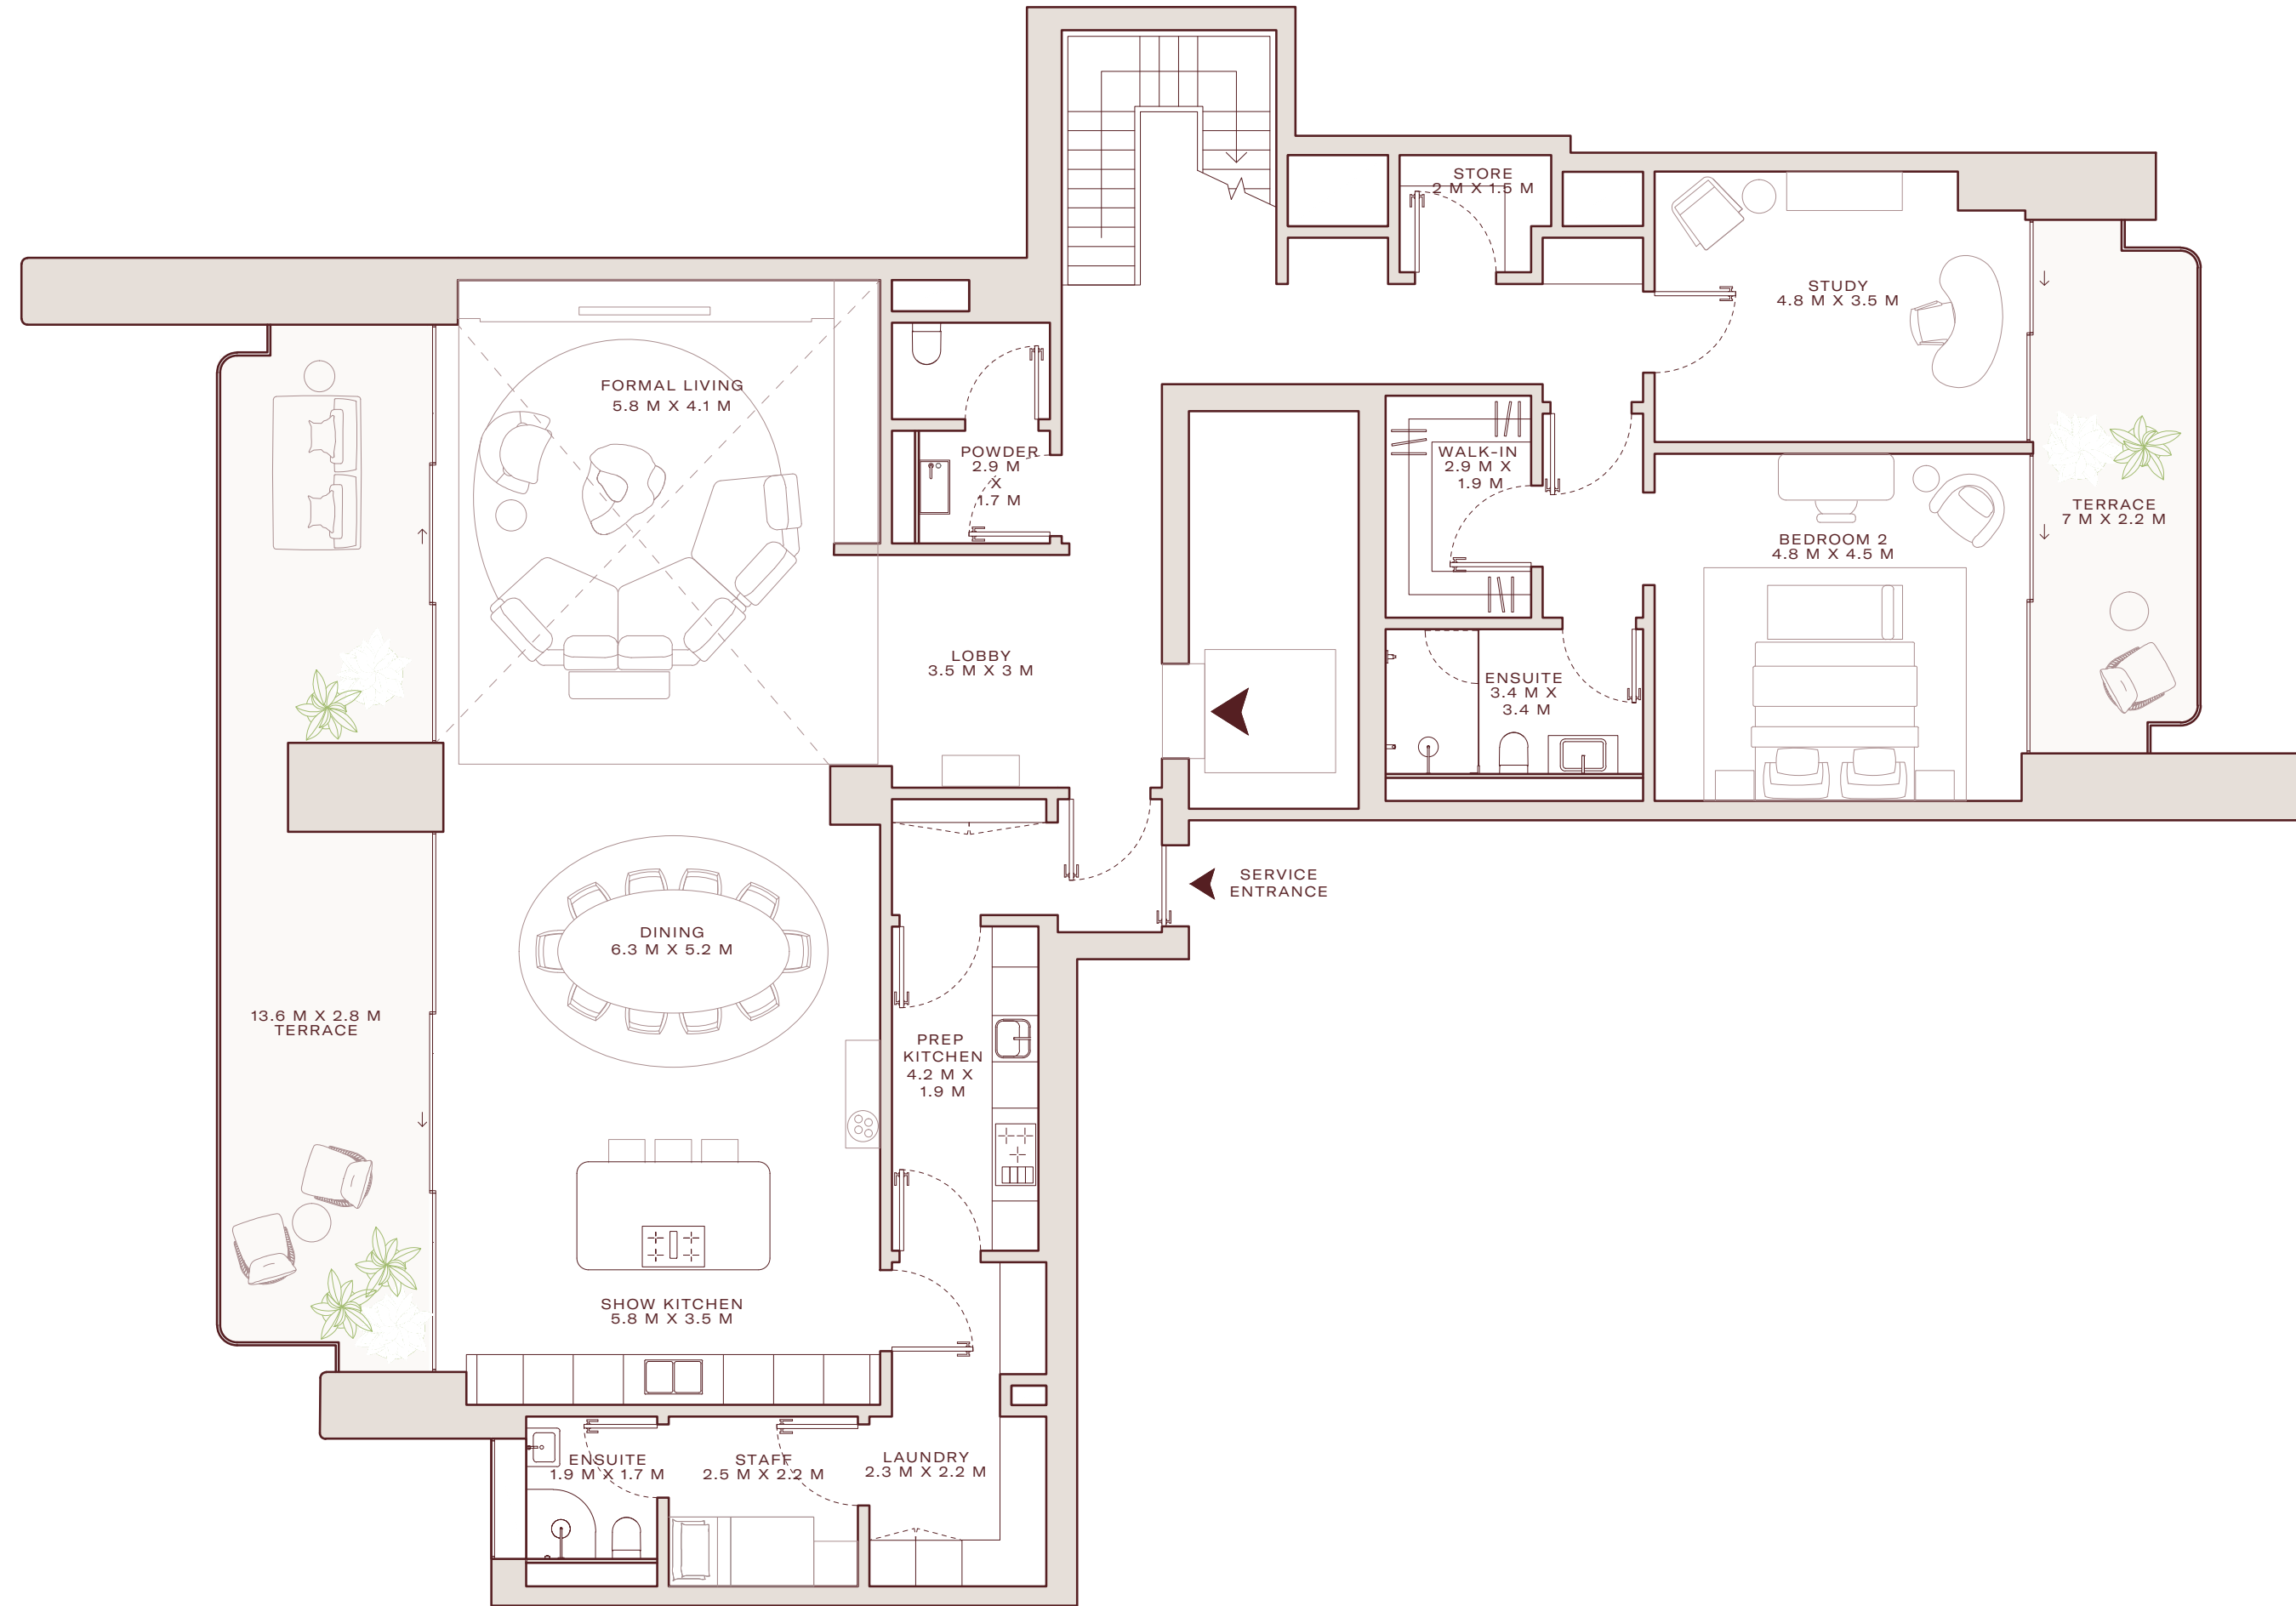 STORE
2 M X 1.5 M
STUDY
4.8 M X 3.5 M
FORMAL LIVING
5.8 M X 4.1 M
POWDER
2.9 M
X
1.7 M
WALK-IN
2.9 M X
1.9 M
TERRACE
7 M X 2.2 M
BEDROOM 2
4.8 M X 4.5 M
LOBBY
3.5 M X 3 M
ENSUITE
3.4 M X
3.4 M
SERVICE
ENTRANCE
DINING
6.3 M X 5.2 M
13.6 M X 2.8 M
TERRACE
PREP
KITCHEN
4.2 M X
1.9 M
SHOW KITCHEN
5.8 M X 3.5 M
ENSUITE
1.9 M X 1.7 M
STAFF
2.5 M X 2.2 M
LAUNDRY
2.3 M X 2.2 M